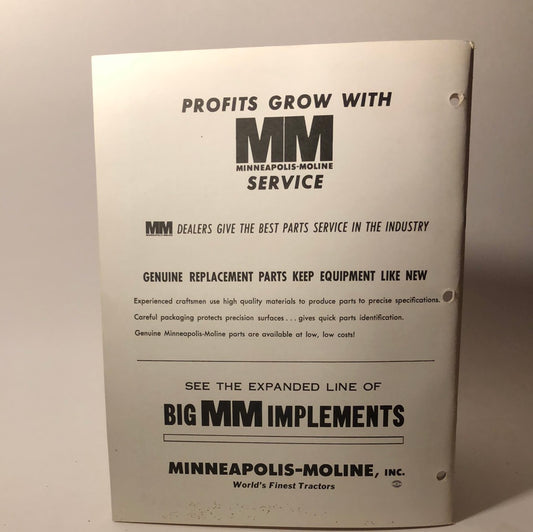 PROFITS GROW WITH
MM
MINNEAPOLIS-MOLINE
SERVICE
MM DEALERS GIVE THE BEST PARTS SERVICE IN THE INDUSTRY
GENUINE REPLACEMENT PARTS KEEP EQUIPMENT LIKE NEW
Experienced craftsmen use high quality materials to produce parts to precise specifications.
Careful packaging protects precision surfaces . . . gives quick parts identification.
Genuine Minneapolis-Moline parts are available at low, low costs!
SEE THE EXPANDED LINE OF
BIG MM IMPLEMENTS
MINNEAPOLIS-MOLINE, INC.
World's Finest Tractors